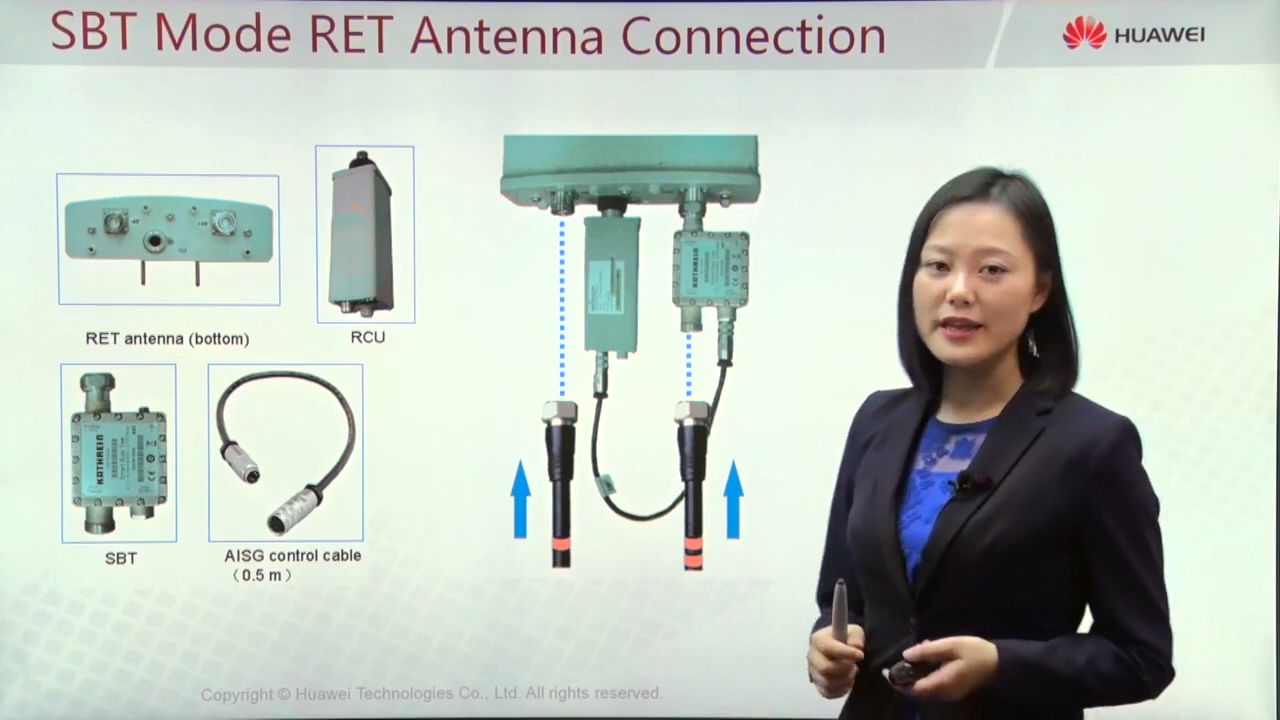 SBT Mode RET Antenna Connection
HUAWEI
RET antenna (bottom)
RCU
KATHREIN
KATHREIN
SBT
AISG control cable
（0.5 m）
Copyright © Huawei Technologies Co., Ltd. All rights reserved.